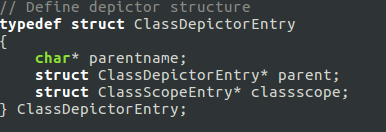 // Define depictor structure
typedef struct ClassDepictorEntry
{
    char* parentname;
    struct ClassDepictorEntry* parent;
    struct ClassScopeEntry* classscope;
} ClassDepictorEntry;